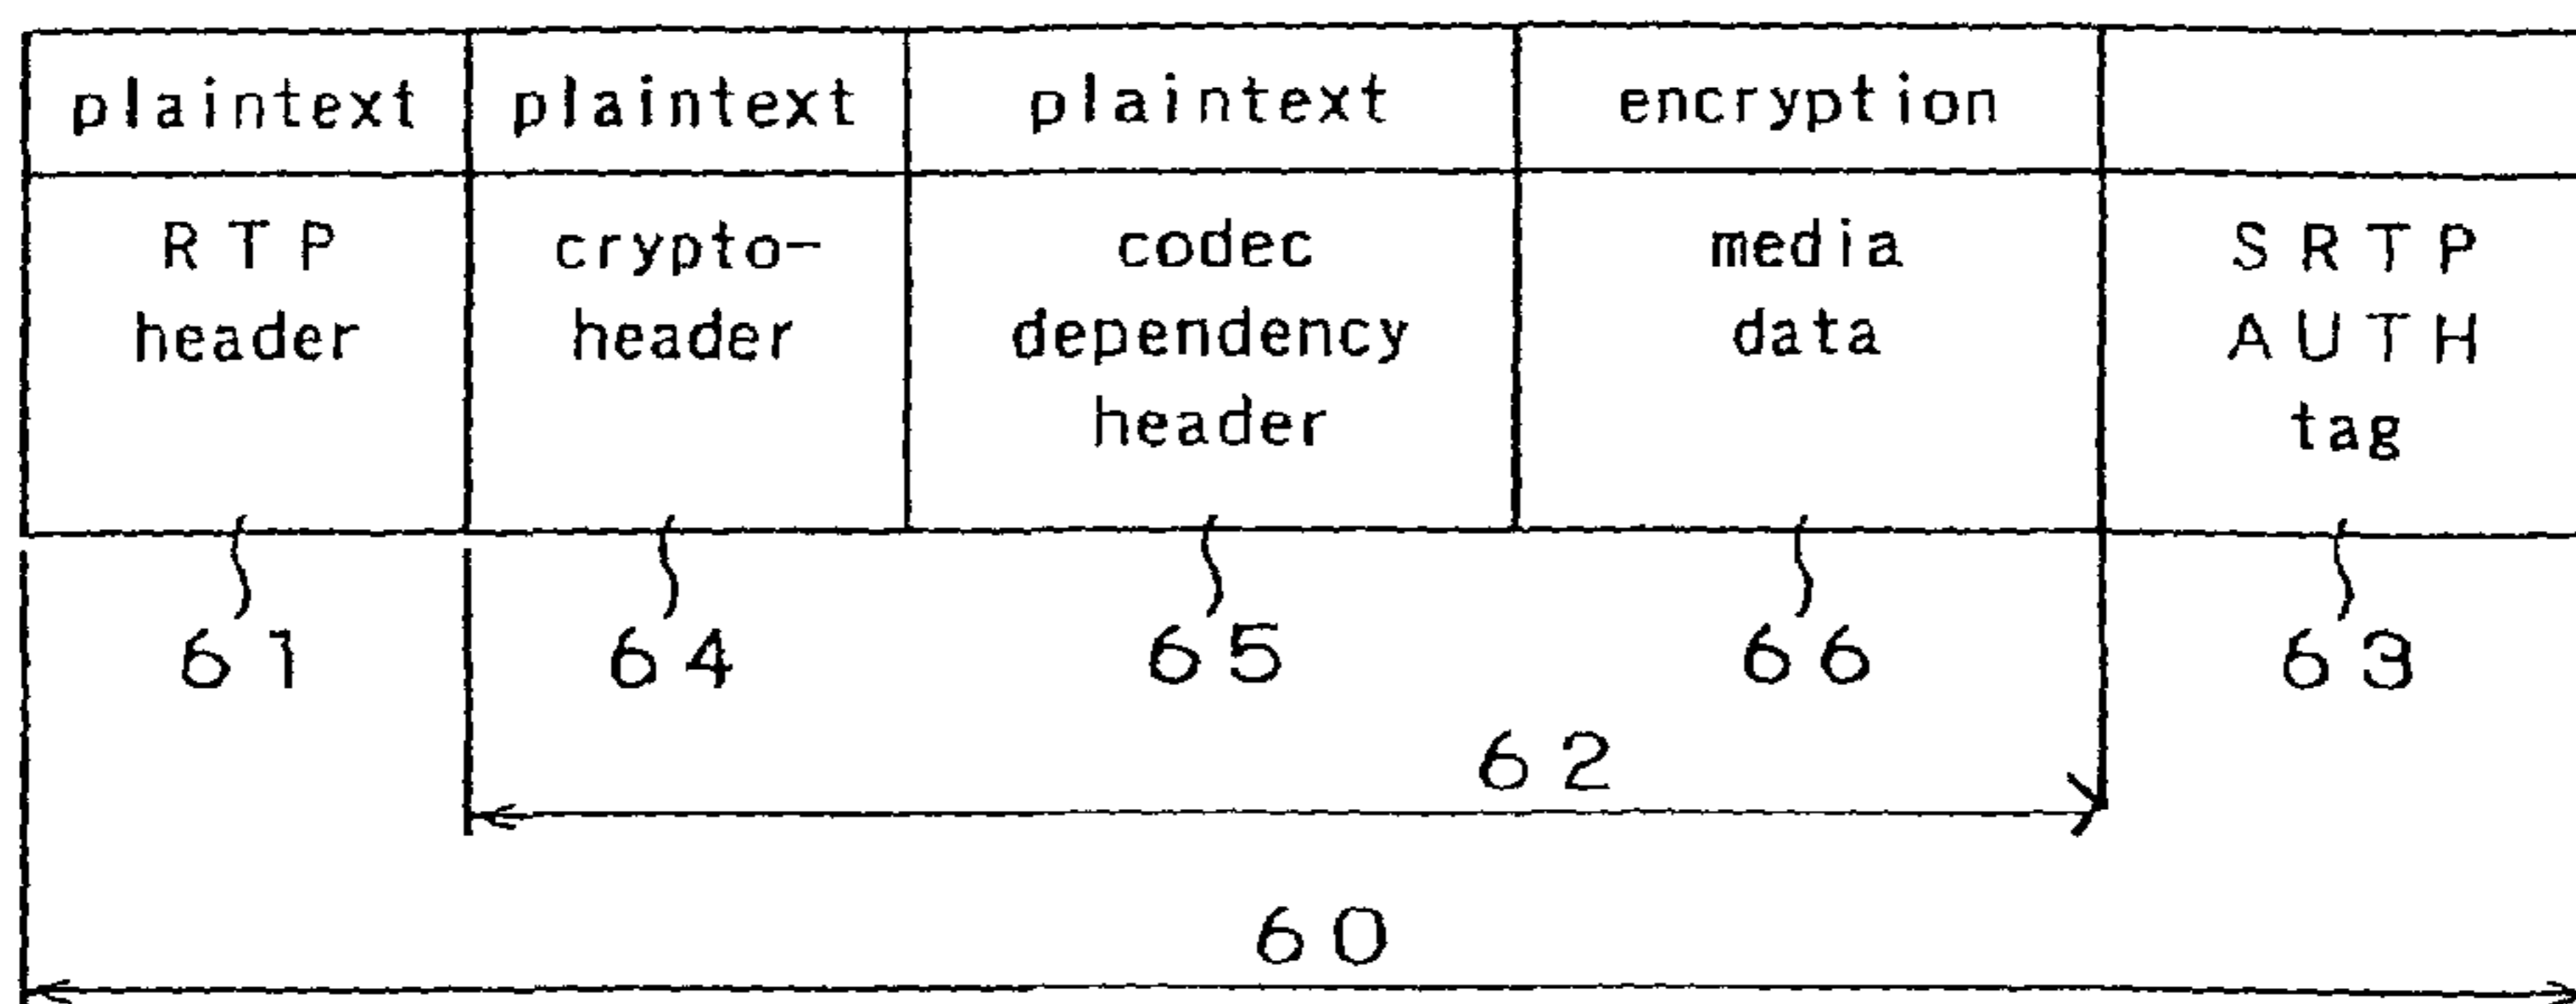 plaintext plaintext plaintext encryption
RTP crypto- codec media SRTP
header header dependency data AUTH
header tag
61 64 65 66 63
62
60